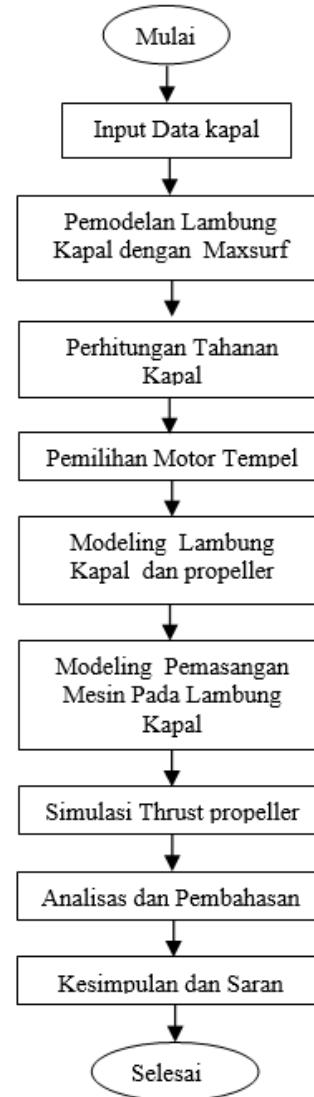 Mulai
Input Data kapal
Pemodelan Lambung
Kapal dengan Maxsurf
Perhitungan Tahanan
Kapal
Pemilihan Motor Tempel
Modeling Lambung
Kapal dan propeller
Modeling Pemasangan
Mesin Pada Lambung
Kapal
Simulasi Thrust propeller
Analisas dan Pembahasan
Kesimpulan dan Saran
Selesai